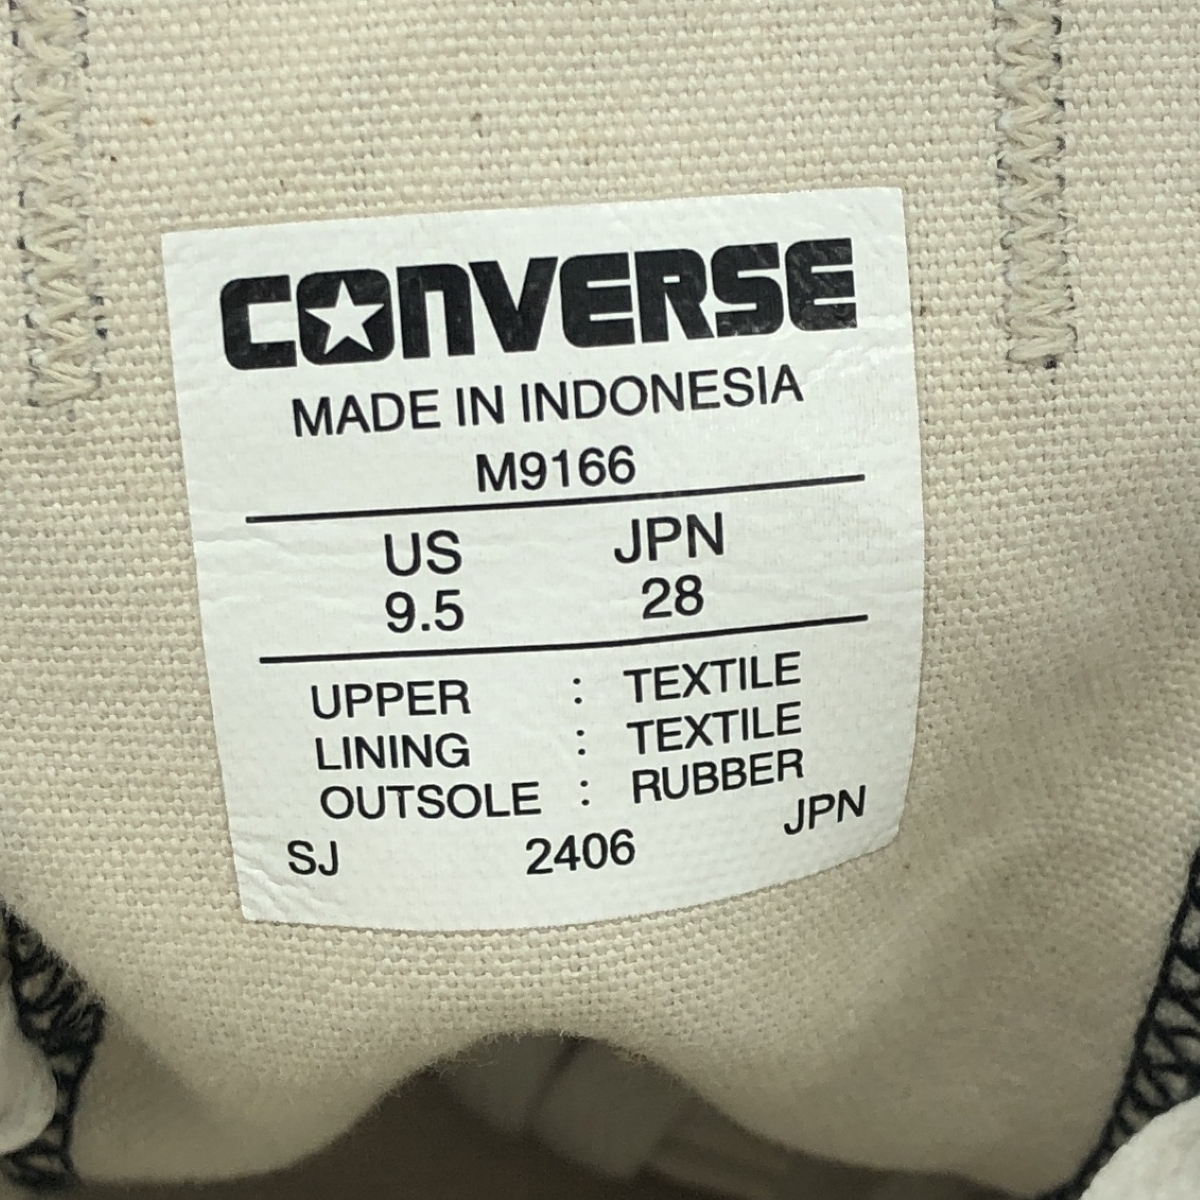 CONVERSE
MADE IN INDONESIA
M9166
US JPN
9.5 28
UPPER : TEXTILE
LINING : TEXTILE
OUTSOLE : RUBBER
SJ 2406 JPN